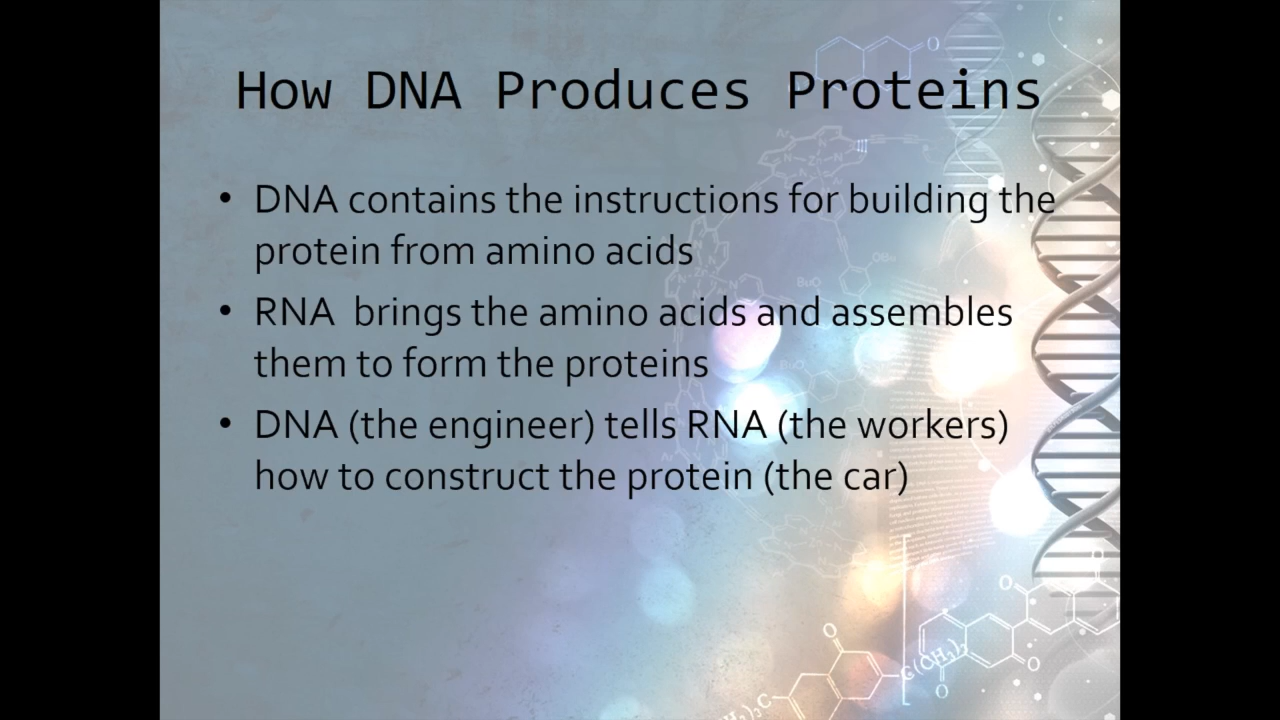 How DNA Produces Proteins
• DNA contains the instructions for building the
protein from amino acids
• RNA  brings the amino acids and assembles
them to form the proteins
• DNA (the engineer) tells RNA (the workers)
how to construct the protein (the car)